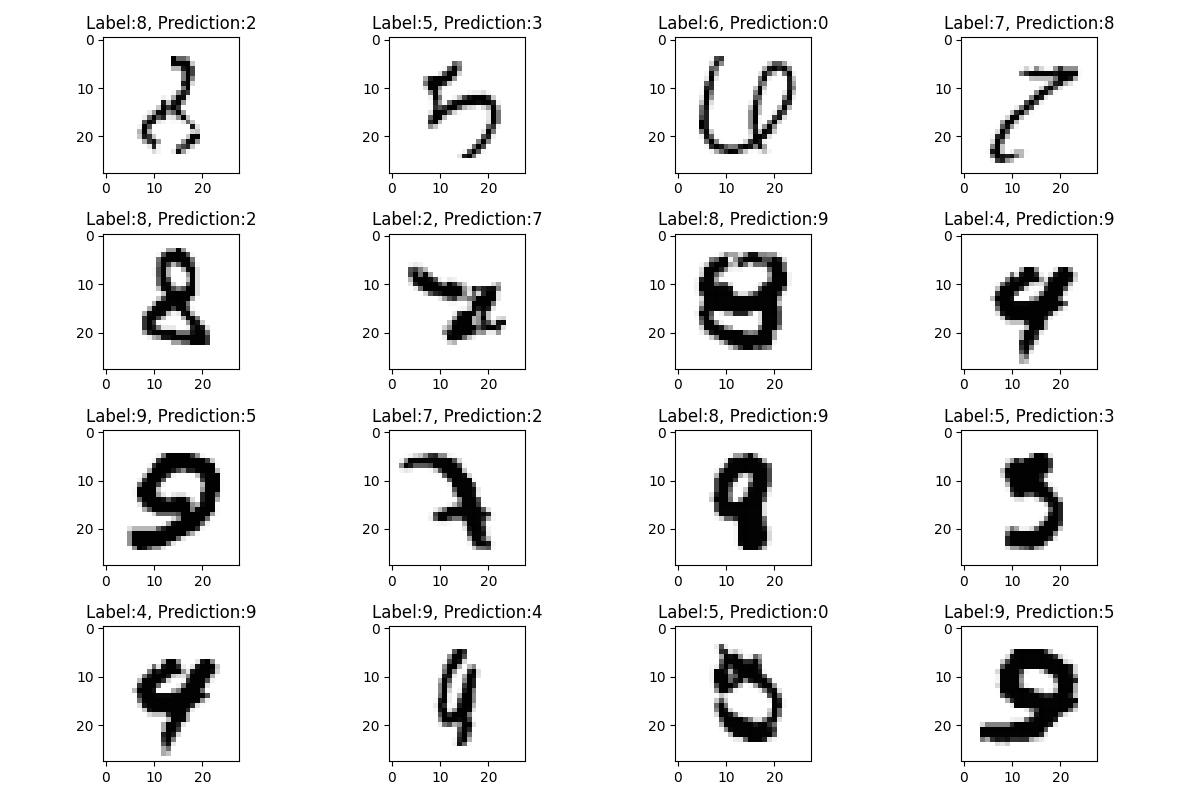 Label:8, Prediction:2 Label:5, Prediction:3 Label:6, Prediction:0 Label:7, Prediction:8
0 0 0 0
10 10 10 10
20 20 20 20
0 10 20 0 10 20 0 10 20 0 10 20
Label:8, Prediction:2 Label:2, Prediction:7 Label:8, Prediction:9 Label:4, Prediction:9
0 0 0 0
10 10 10 10
20 20 20 20
0 10 20 0 10 20 0 10 20 0 10 20
Label:9, Prediction:5 Label:7, Prediction:2 Label:8, Prediction:9 Label:5, Prediction:3
0 0 0 0
10 10 10 10
20 20 20 20
0 10 20 0 10 20 0 10 20 0 10 20
Label:4, Prediction:9 Label:9, Prediction:4 Label:5, Prediction:0 Label:9, Prediction:5
0 0 0 0
10 10 10 10
20 20 20 20
0 10 20 0 10 20 0 10 20 0 10 20